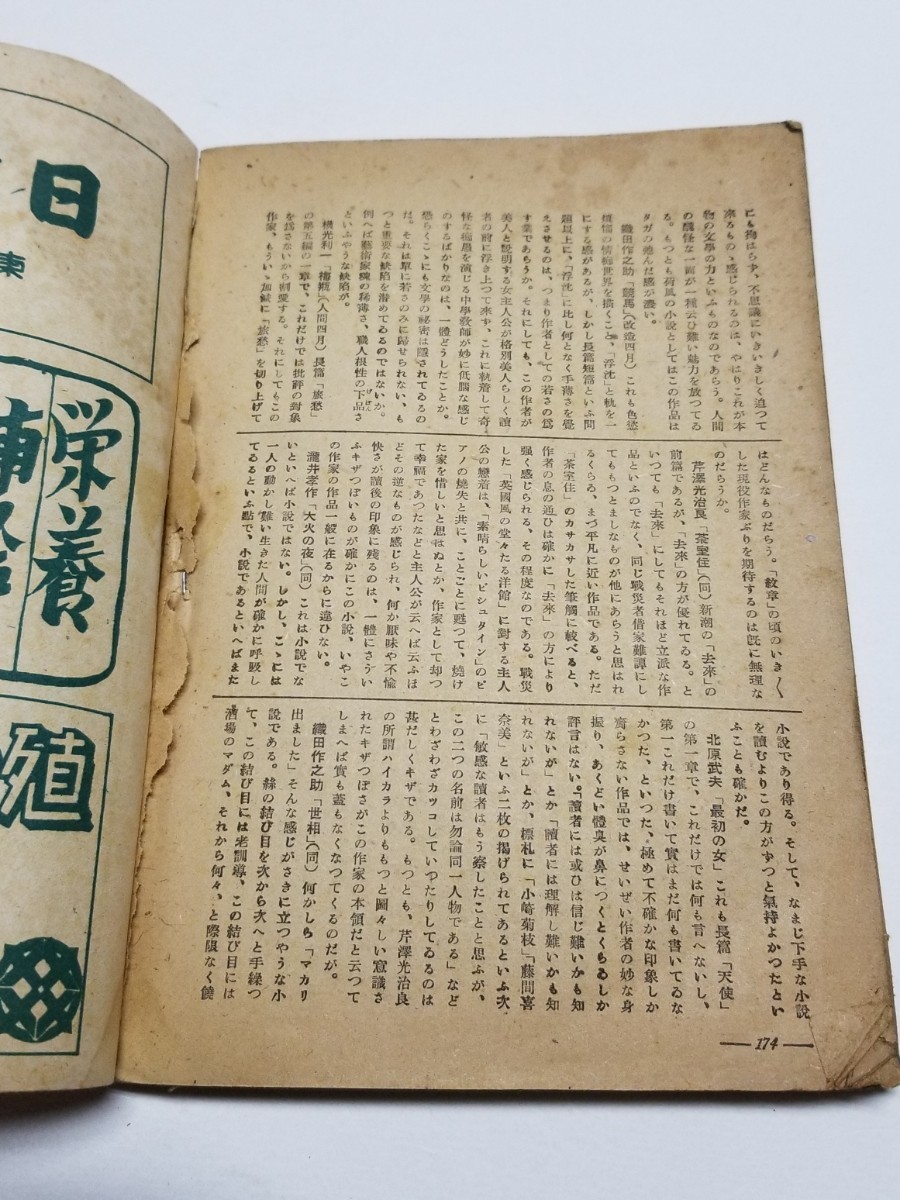 にも拘はらず、不思議にいきいきしく迫つて
來るものゝ感じられるのは、やはりこれが本
物の文學の力といふものなのであらう。人間
の醜怪な一面が一種云ひ難い魅力を放つてゐ
る。もつとも荷風の小説としてはこの作品は
タガの弛んだ感が濃い。
織田作之助「競馬」(改造四月)これも色慾
煩惱の情痴世界を描くこと、「浮沈」と軌を一
にする感があるが、しかし長篇短篇といふ問
題以上に、「浮沈」に比し何となく手薄さを覺
えさせるのは、つまり作者としての若さの爲
す業であらうか。それにしても、この作者が
美人と説明する女主人公が格別美人らしく讀
者の前に浮き上つて來ず、これに執着して奇
怪な痴愚を演じる中學教師が妙に低腦な感じ
のするばかりなのは、一體どうしたことか。
恐らくこゝにも文學の秘密は隱されてゐるの
だ。それは單に若さのみに歸せられない、も
つと重要な缺陷を潜めてゐるのではないか。
例へば藝術家魂の稀薄さ、職人根性の下品さ
といふやうな缺陷が。
横光利一「梅瓶」(人間四月)長篇「旅愁」
の第五編の一章で、これだけでは批評の對象
を爲さないから割愛する。それにしてもこの
作家、もういゝ加減に「旅愁」を切り上げて
はどんなものだらう。「紋章」の頃のいき〱
した現役作家ぶりを期待するのは旣に無理な
のだらうか。
芹澤光治良「茶室住」(同)新潮の「去來」の
前篇であるが、「去來」の方が優れてゐる。と
いつても「去來」にしてもそれほど立派な作
品といふのでなく、同じ戰災者借家難譚にし
てももつとましなものが他にあらうと思はれ
るくらゐ、まづ平凡に近い作品である。ただ
「茶室住」のカサカサした筆觸に較べると、
作者の息の通ひは確かに「去來」の方により
强く感じられる、その程度なのである。戰災
した「英國風の堂々たる洋館」に對する主人
公の戀着は、「素晴らしいビシュタイン」のピ
アノの燒失と共に、ことごとに甦つて、燒け
た家を惜しいと思はぬとか、作家として却つ
て幸福であつたなどと主人公が云へば云ふほ
どその逆なものが感じられ、何か厭味や不愉
快さが讀後の印象に殘るのは、一體にさうい
ふキザつぽいものが確かにこの小説、いやこ
の作家の作品一般に在るからに違ひない。
瀧井孝作「大火の夜」(同)これは小説でな
いといへば小説ではない。しかし、こゝには
一人の動かし難い生きた人間が確かに呼吸し
てゐるといふ點で、小説であるといへばまた
小説であり得る。そして、なまじ下手な小説
を讀むよりこの方がずつと氣持よかつたとい
ふことも確かだ。
北原武夫「最初の女」これも長篇「天使」
の第一章で、これだけでは何も言へないし、
第一これだけ書いて實はまだ何も書いてゐな
かつた、といつた、極めて不確かな印象しか
齎らさない作品では、せいぜい作者の妙な身
振り、あくどい體臭が鼻につくとくらゐしか
評言はない。「讀者には或ひは信じ難いかも知
れないが」とか「讀者には理解し難いかも知
れないが」とか、標札に「小崎菊枝」「藤間喜
奈美」といふ二枚の揭げられてあるといふ次、
に「敏感な讀者はもう察したことと思ふが、
この二つの名前は勿論同一人物である」など
とわざわざカツコしていつたりしてゐるのは
甚だしくキザである。もつとも、芹澤光治良
の所謂ハイカラよりももつと圖々しい意識さ
れたキザつぽさがこの作家の本領だと云つて
しまへば實も蓋もなくなつてくるのだが。
織田作之助「世相」(同)何かしら「マカリ
出ました」そんな感じがさきに立つやうな小
説である。絲の結び目を次から次へと手繰つ
て、この結び目には老訓導、この結び目には
酒場のマダム、それから何々、と際限なく饒
174
日
東
栄養
殖